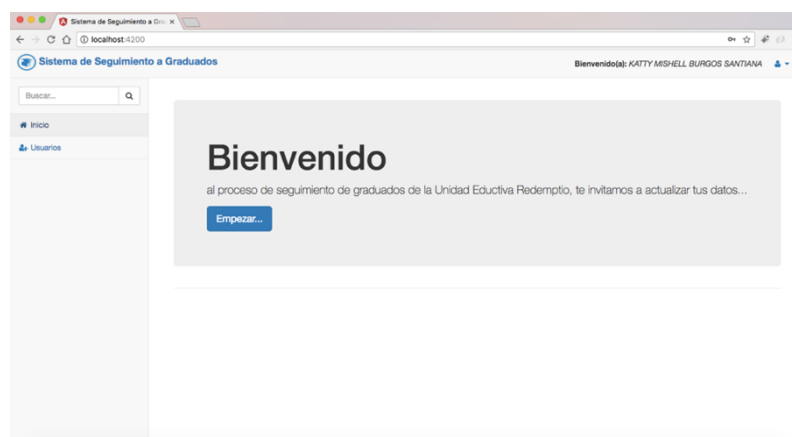 Sistema de Seguimiento a Gra
localhost:4200
Sistema de Seguimiento a Graduados
Bienvenido(a): KATTY MISHELL BURGOS SANTIANA
Buscar...
Inicio
Usuarios
Bienvenido
al proceso de seguimiento de graduados de la Unidad Eductiva Redemptio, te invitamos a actualizar tus datos...
Empezar...